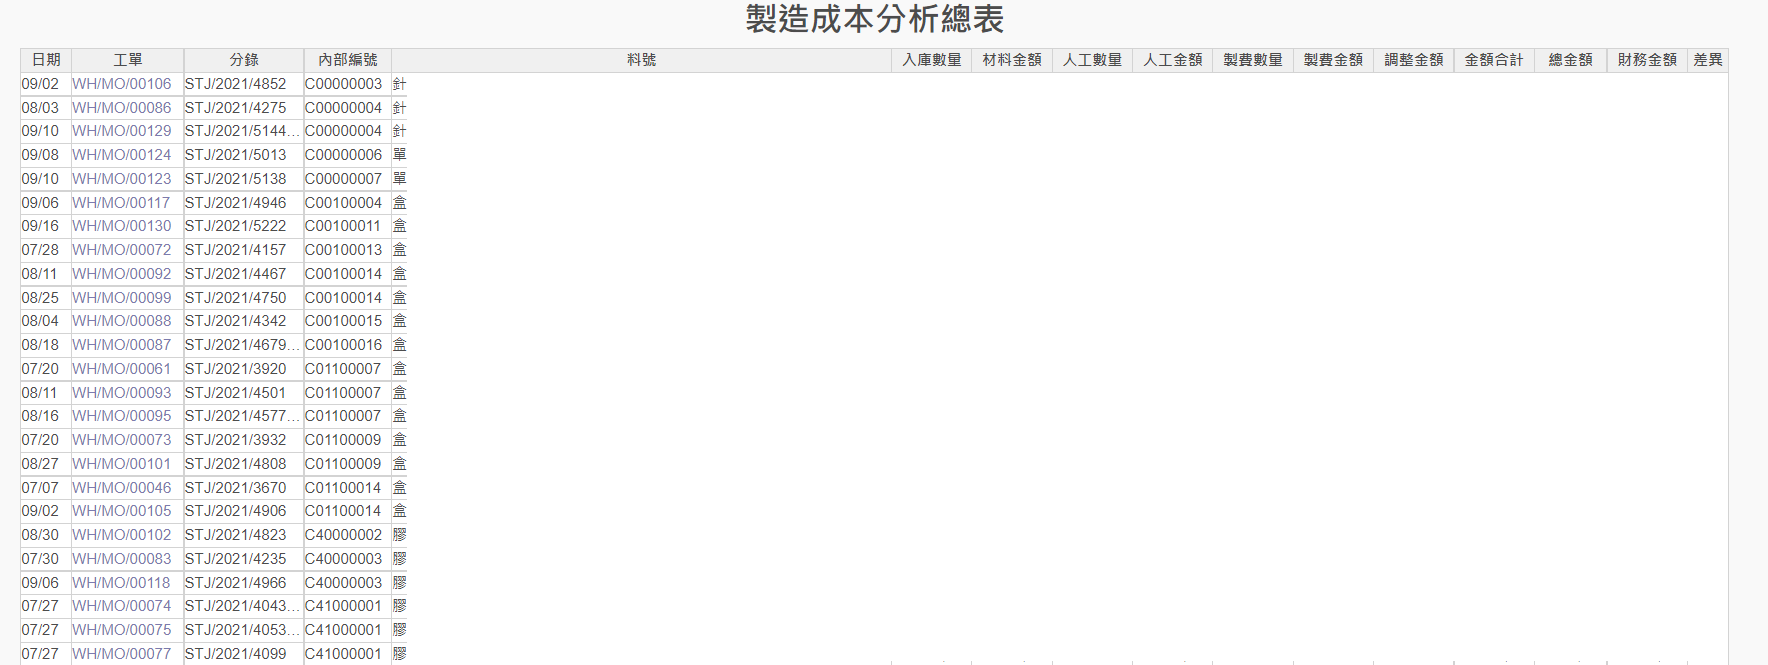 製造成本分析總表
日期 工單 分錄 內部編號 料號 入庫數量 材料金額 人工數量 人工金額 製費數量 製費金額 調整金額 金額合計 總金額 財務金額 差異
09/02 WH/MO/00106 STJ/2021/4852 C00000003 針
08/03 WH/MO/00086 STJ/2021/4275 C00000004 針
09/10 WH/MO/00129 STJ/2021/5144... C00000004 針
09/08 WH/MO/00124 STJ/2021/5013 C00000006 單
09/10 WH/MO/00123 STJ/2021/5138 C00000007 單
09/06 WH/MO/00117 STJ/2021/4946 C00100004 盒
09/16 WH/MO/00130 STJ/2021/5222 C00100011 盒
07/28 WH/MO/00072 STJ/2021/4157 C00100013 盒
08/11 WH/MO/00092 STJ/2021/4467 C00100014 盒
08/25 WH/MO/00099 STJ/2021/4750 C00100014 盒
08/04 WH/MO/00088 STJ/2021/4342 C00100015 盒
08/18 WH/MO/00087 STJ/2021/4679... C00100016 盒
07/20 WH/MO/00061 STJ/2021/3920 C01100007 盒
08/11 WH/MO/00093 STJ/2021/4501 C01100007 盒
08/16 WH/MO/00095 STJ/2021/4577... C01100007 盒
07/20 WH/MO/00073 STJ/2021/3932 C01100009 盒
08/27 WH/MO/00101 STJ/2021/4808 C01100009 盒
07/07 WH/MO/00046 STJ/2021/3670 C01100014 盒
09/02 WH/MO/00105 STJ/2021/4906 C01100014 盒
08/30 WH/MO/00102 STJ/2021/4823 C40000002 膠
07/30 WH/MO/00083 STJ/2021/4235 C40000003 膠
09/06 WH/MO/00118 STJ/2021/4966 C40000003 膠
07/27 WH/MO/00074 STJ/2021/4043... C41000001 膠
07/27 WH/MO/00075 STJ/2021/4053... C41000001 膠
07/27 WH/MO/00077 STJ/2021/4099 C41000001 膠